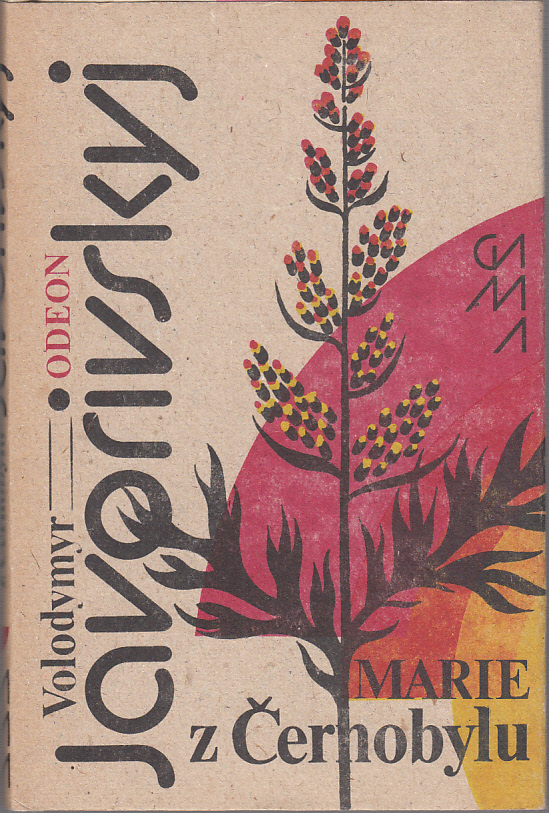 Volodymyr
Javorivskyj
ODEON
MARIE
z Černobylu